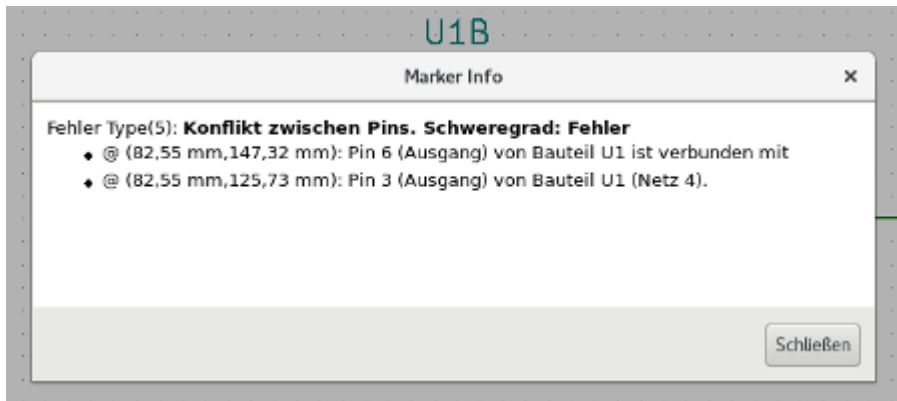 U1B
Marker Info
Fehler Type(5): Konflikt zwischen Pins. Schweregrad: Fehler
@ (82,55 mm,147,32 mm): Pin 6 (Ausgang) von Bauteil U1 ist verbunden mit
@ (82,55 mm,125,73 mm): Pin 3 (Ausgang) von Bauteil U1 (Netz 4).
Schließen